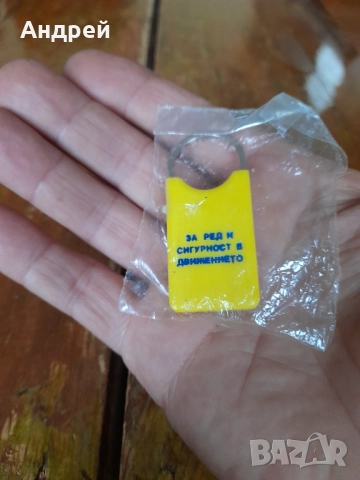 Андрей
ЗА РЕД И
СИГУРНОСТ В
ДВИЖЕНИЕТО
BAZAR